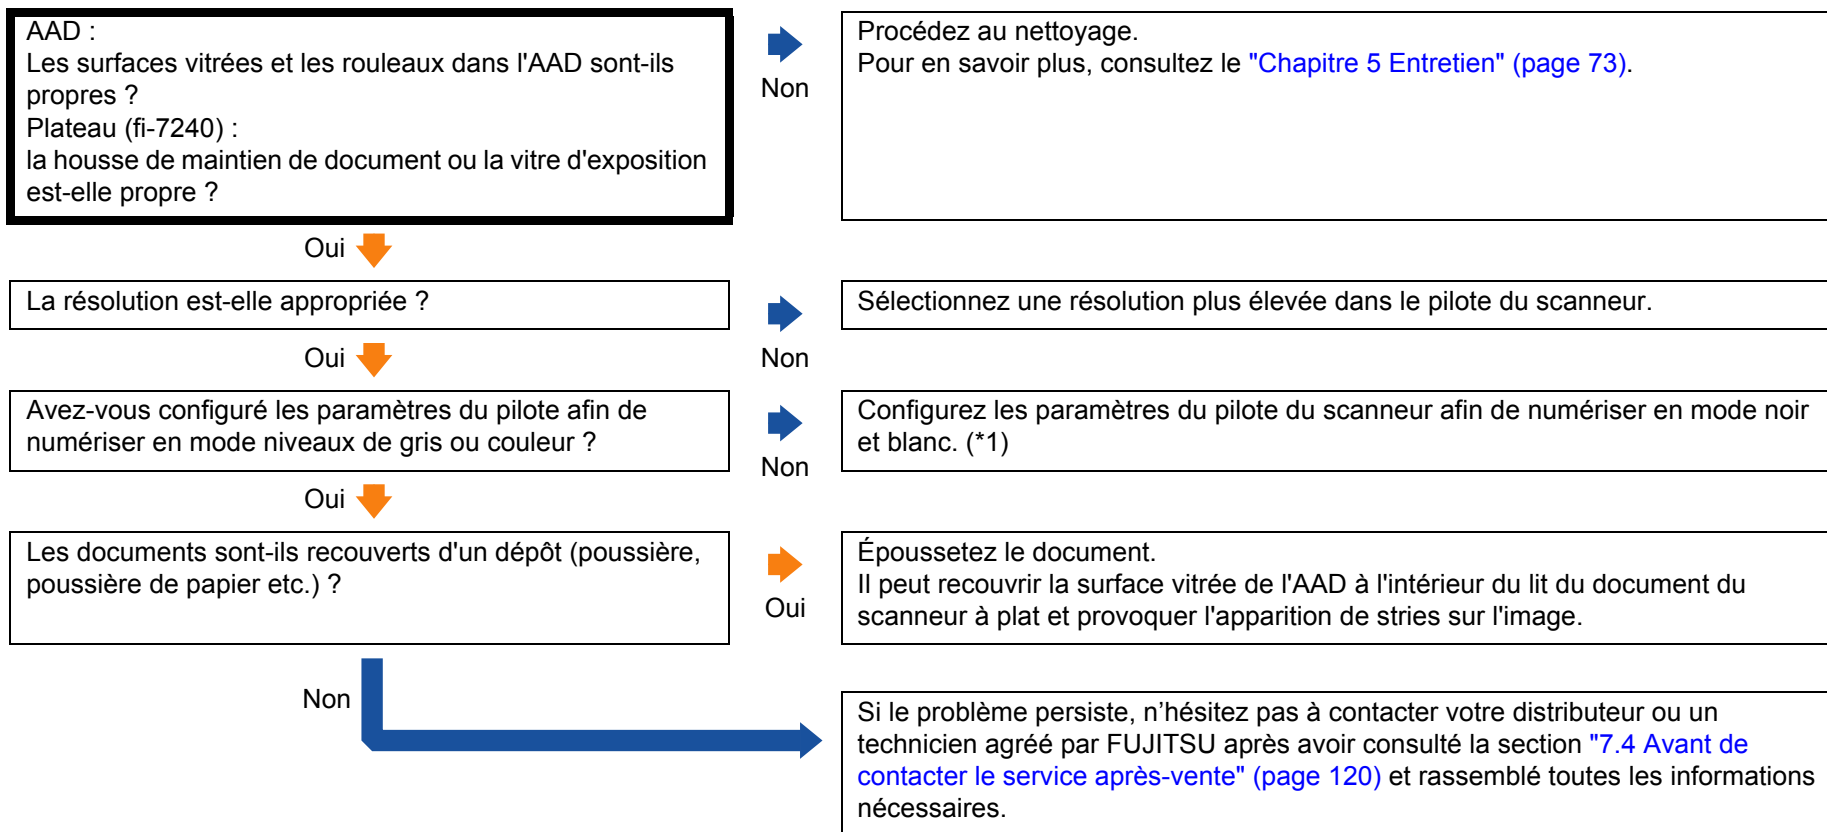 AAD :
Les surfaces vitrées et les rouleaux dans l'AAD sont-ils
propres ?
Plateau (fi-7240) :
la housse de maintien de document ou la vitre d'exposition
est-elle propre ?
Non
Procédez au nettoyage.
Pour en savoir plus, consultez le "Chapitre 5 Entretien" (page 73).
Oui
La résolution est-elle appropriée ?
Non
Sélectionnez une résolution plus élevée dans le pilote du scanneur.
Oui
Avez-vous configuré les paramètres du pilote afin de
numériser en mode niveaux de gris ou couleur ?
Non
Configurez les paramètres du pilote du scanneur afin de numériser en mode noir
et blanc. (*1)
Oui
Les documents sont-ils recouverts d'un dépôt (poussière,
poussière de papier etc.) ?
Oui
Époussetez le document.
Il peut recouvrir la surface vitrée de l'AAD à l'intérieur du lit du document du
scanneur à plat et provoquer l'apparition de stries sur l'image.
Non
Si le problème persiste, n’hésitez pas à contacter votre distributeur ou un
technicien agréé par FUJITSU après avoir consulté la section "7.4 Avant de
contacter le service après-vente" (page 120) et rassemblé toutes les informations
nécessaires.